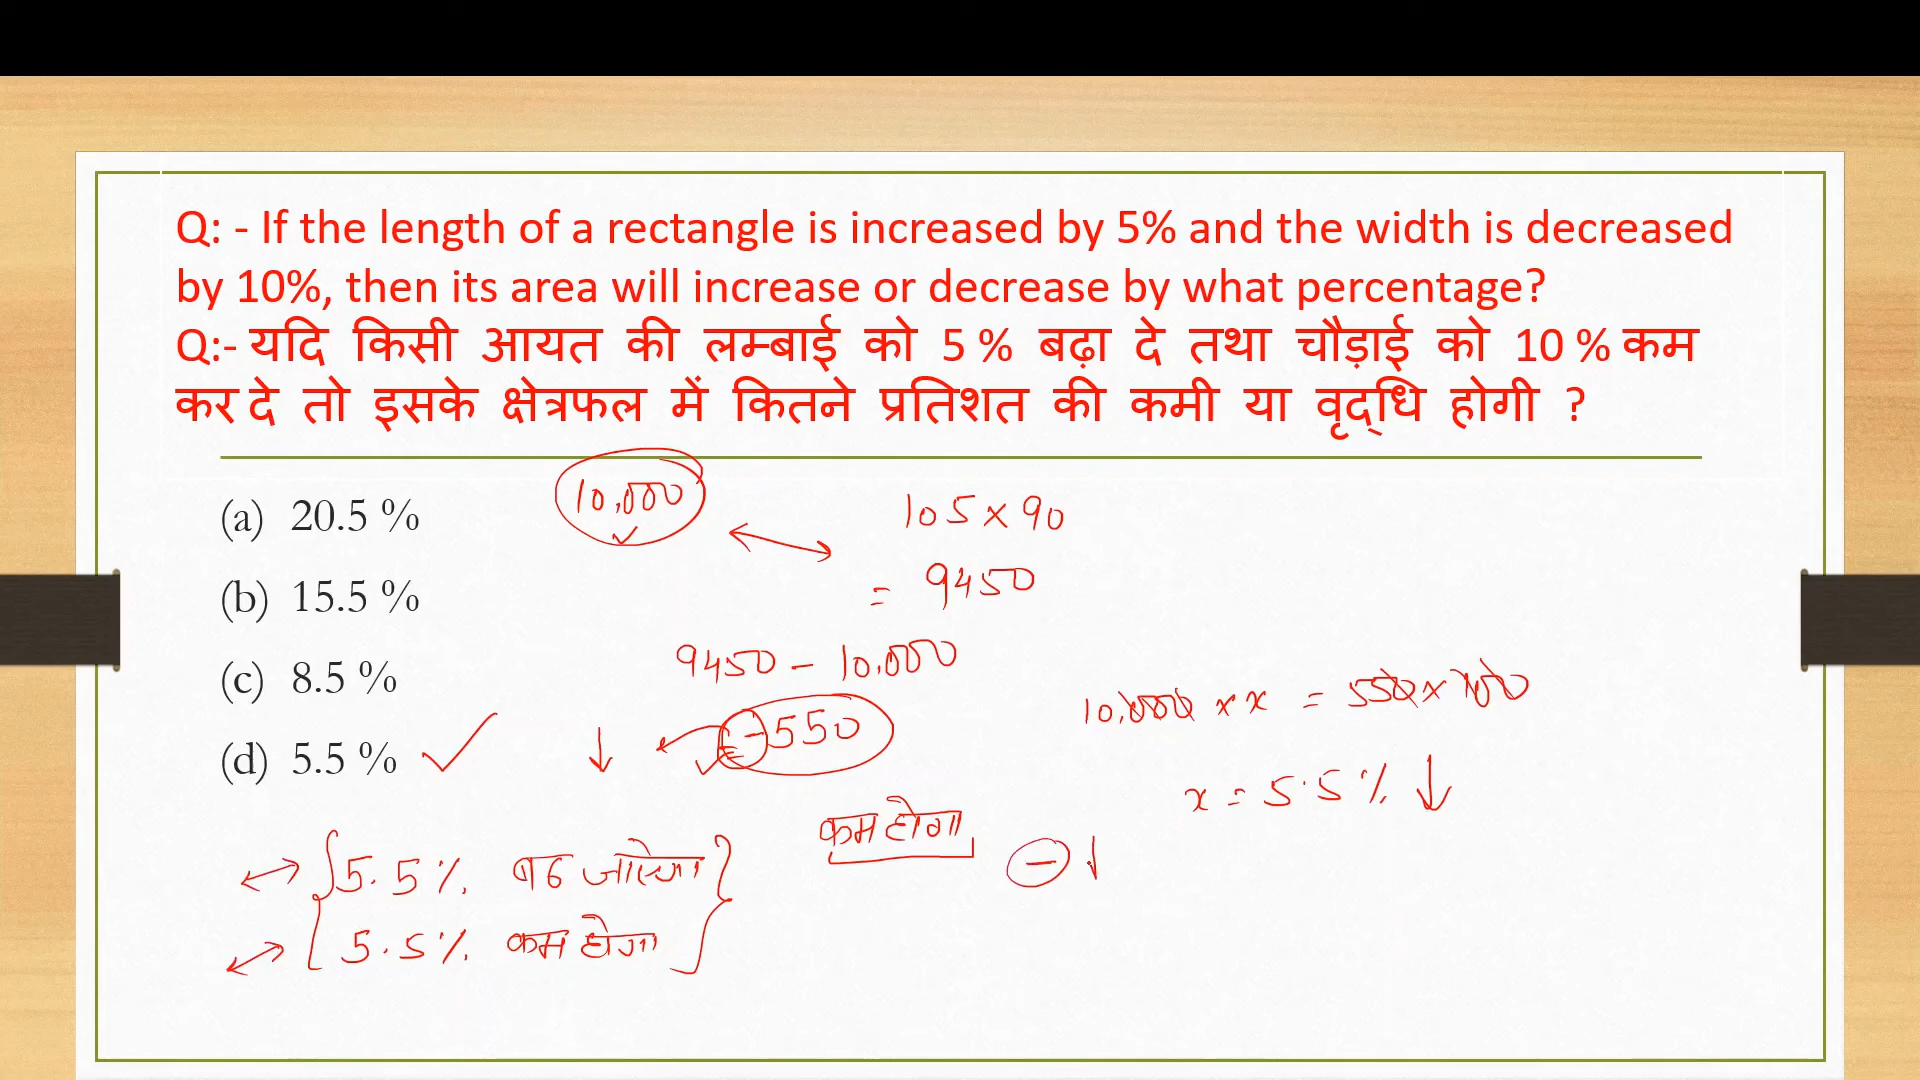 Q: - If the length of a rectangle is increased by 5% and the width is decreased
by 10%, then its area will increase or decrease by what percentage?
Q:- यदि किसी आयत की लम्बाई को 5 % बढ़ा दे तथा चौड़ाई को 10 % कम
कर दे तो इसके क्षेत्रफल में कितने प्रतिशत की कमी या वृद्धि होगी ?
(a) 20.5 %
(b) 15.5 %
(c) 8.5 %
(d) 5.5 %
10,000
105 × 90
= 9450
9450 - 10,000
-550
10,000 × x = 550 × 100
x = 5.5%
कम होगा
5.5% बढ जायेगा
5.5% कम होगा